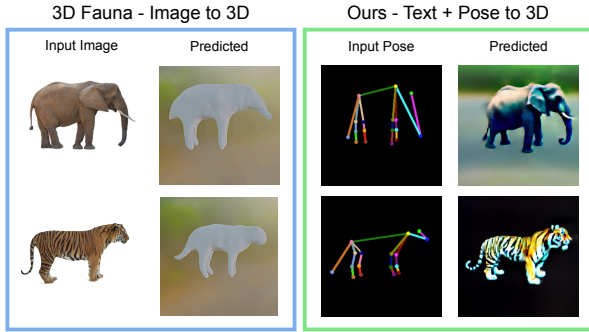 3D Fauna - Image to 3D
Ours - Text + Pose to 3D
Input Image
Predicted
Input Pose
Predicted